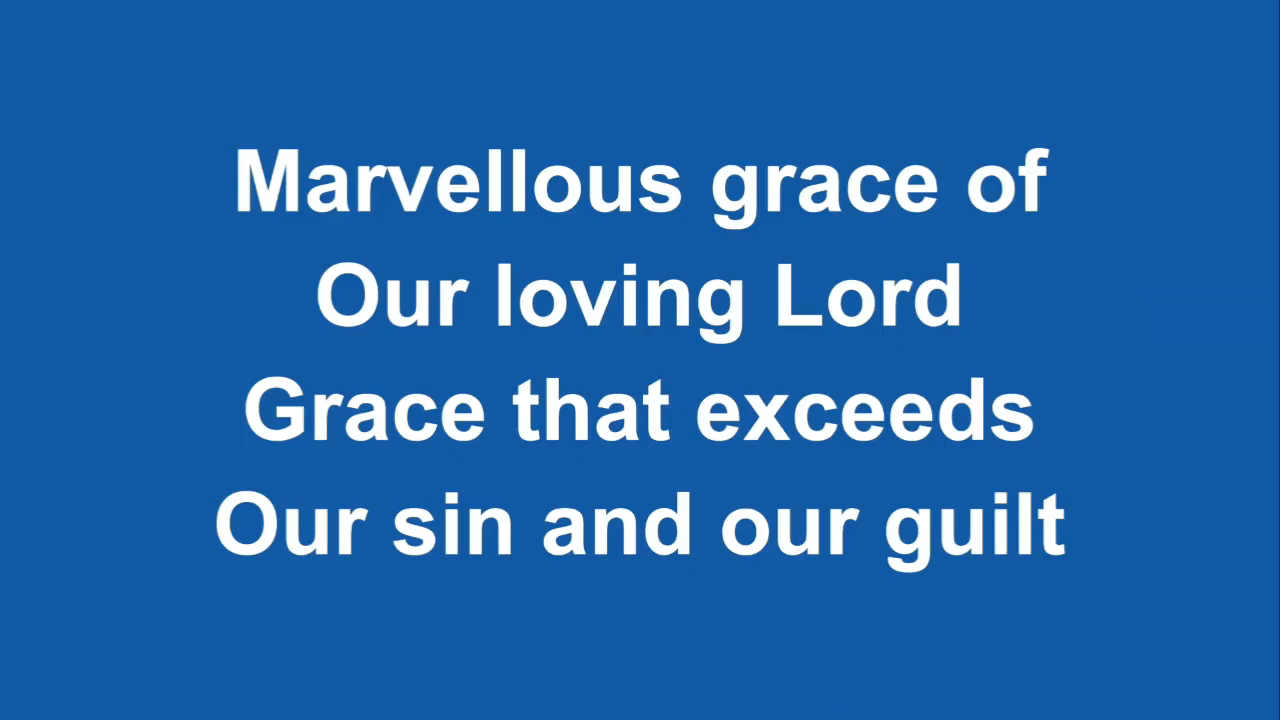 Marvellous grace of
Our loving Lord
Grace that exceeds
Our sin and our guilt